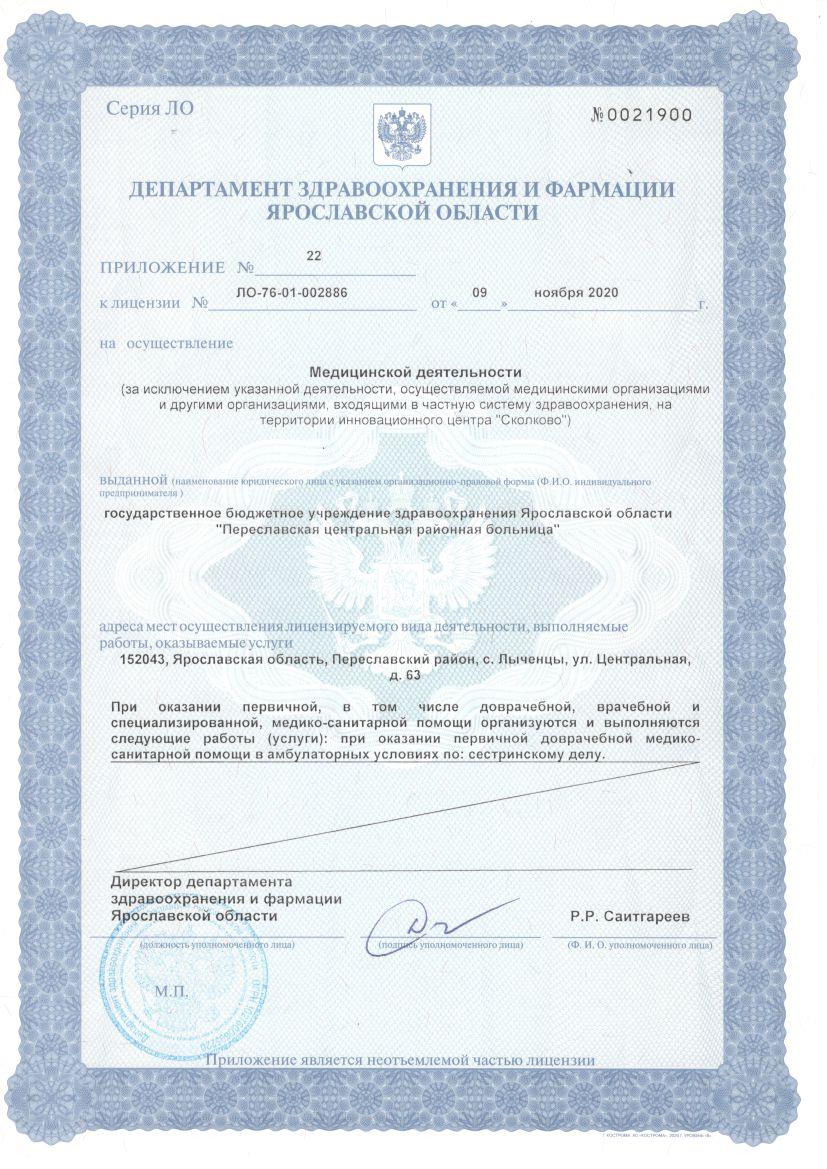 Серия ЛО
№0021900
ДЕПАРТАМЕНТ ЗДРАВООХРАНЕНИЯ И ФАРМАЦИИ
ЯРОСЛАВСКОЙ ОБЛАСТИ
ПРИЛОЖЕНИЕ № 22
к лицензии № ЛО-76-01-002886 от « 09 » ноября 2020 г.
на осуществление
Медицинской деятельности
(за исключением указанной деятельности, осуществляемой медицинскими организациями
и другими организациями, входящими в частную систему здравоохранения, на
территории инновационного центра "Сколково")
выданной (наименование юридического лица с указанием организационно-правовой формы (Ф.И.О. индивидуального
предпринимателя )
государственное бюджетное учреждение здравоохранения Ярославской области
"Переславская центральная районная больница"
адреса мест осуществления лицензируемого вида деятельности, выполняемые
работы, оказываемые услуги
152043, Ярославская область, Переславский район, с. Лыченцы, ул. Центральная,
д. 63
При оказании первичной, в том числе доврачебной, врачебной и
специализированной, медико-санитарной помощи организуются и выполняются
следующие работы (услуги): при оказании первичной доврачебной медико-
санитарной помощи в амбулаторных условиях по: сестринскому делу.
Директор департамента
здравоохранения и фармации
Ярославской области
Р.Р. Саитгареев
(должность уполномоченного лица) (подпись уполномоченного лица) (Ф. И. О. уполномоченного лица)
М.П.
Приложение является неотъемлемой частью лицензии